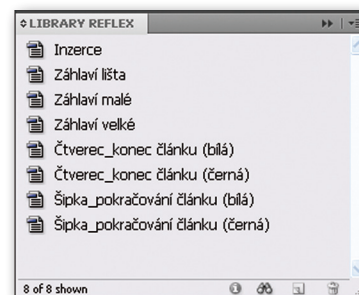 LIBRARY REFLEX
Inzerce
Záhlaví lišta
Záhlaví malé
Záhlaví velké
Čtverec_konec článku (bílá)
Čtverec_konec článku (černá)
Šipka_pokračování článku (bílá)
Šipka_pokračování článku (černá)
8 of 8 shown